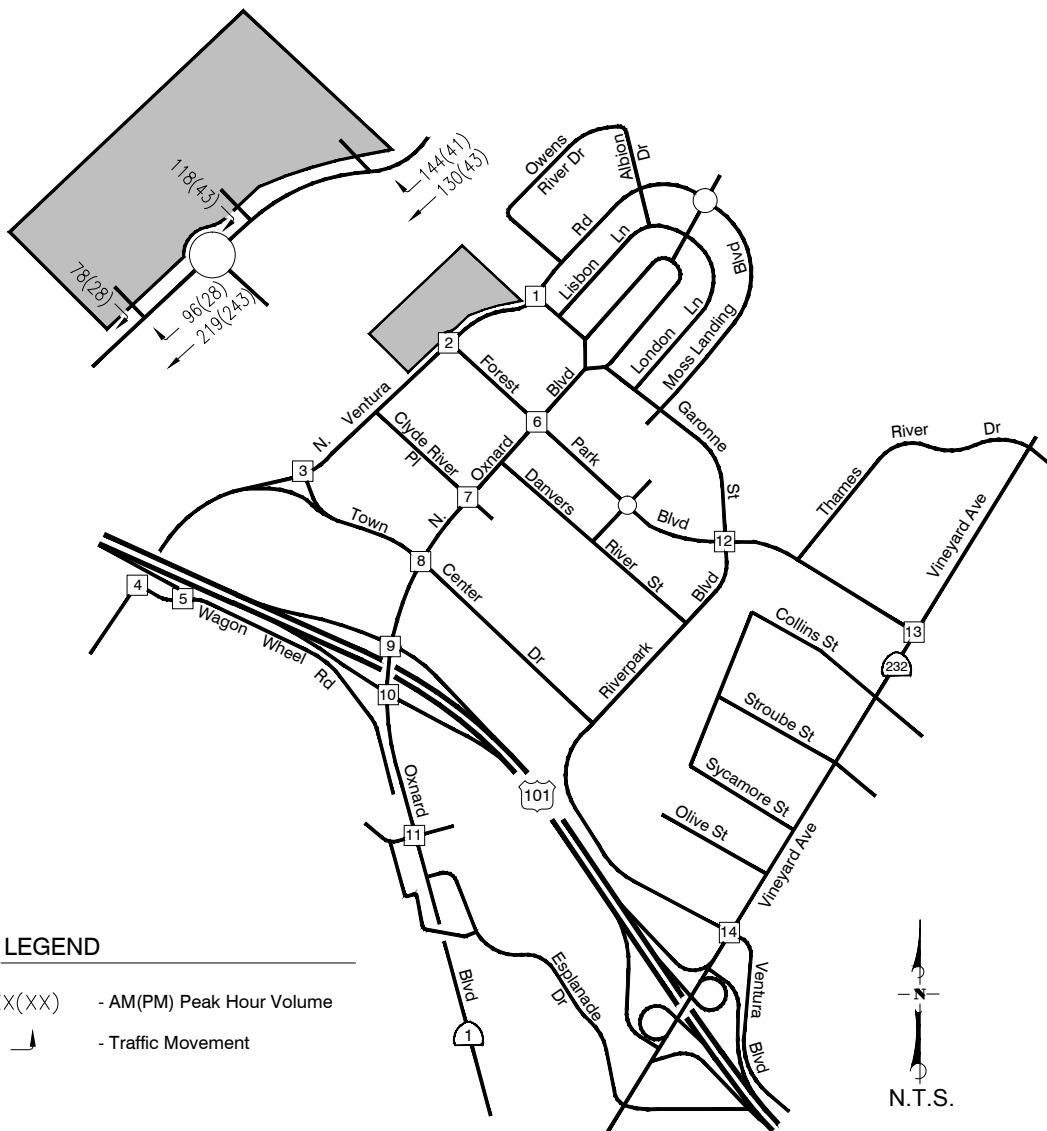 118(43)
144(41)
130(43)
78(28)
96(28)
219(243)
Owens
River Dr
Albion
Dr
Rd
Lisbon
Ln
Blvd
London
Ln
Moss Landing
1
2
Forest
N. Ventura
Blvd
Clyde River
Pl
6
N. Oxnard
Park
Blvd
Garonne
St
3
7
Danvers
River St
Town
Center
Dr
8
12
Thames
River Dr
Vineyard Ave
4
5
Wagon Wheel
Rd
9
10
Riverpark
Blvd
Collins St
13
232
Stroube St
Sycamore St
Olive St
Vineyard Ave
Oxnard
101
11
14
Ventura
Blvd
Esplanade
Dr
Blvd
1
LEGEND
X(XX) - AM(PM) Peak Hour Volume
- Traffic Movement
N
N.T.S.